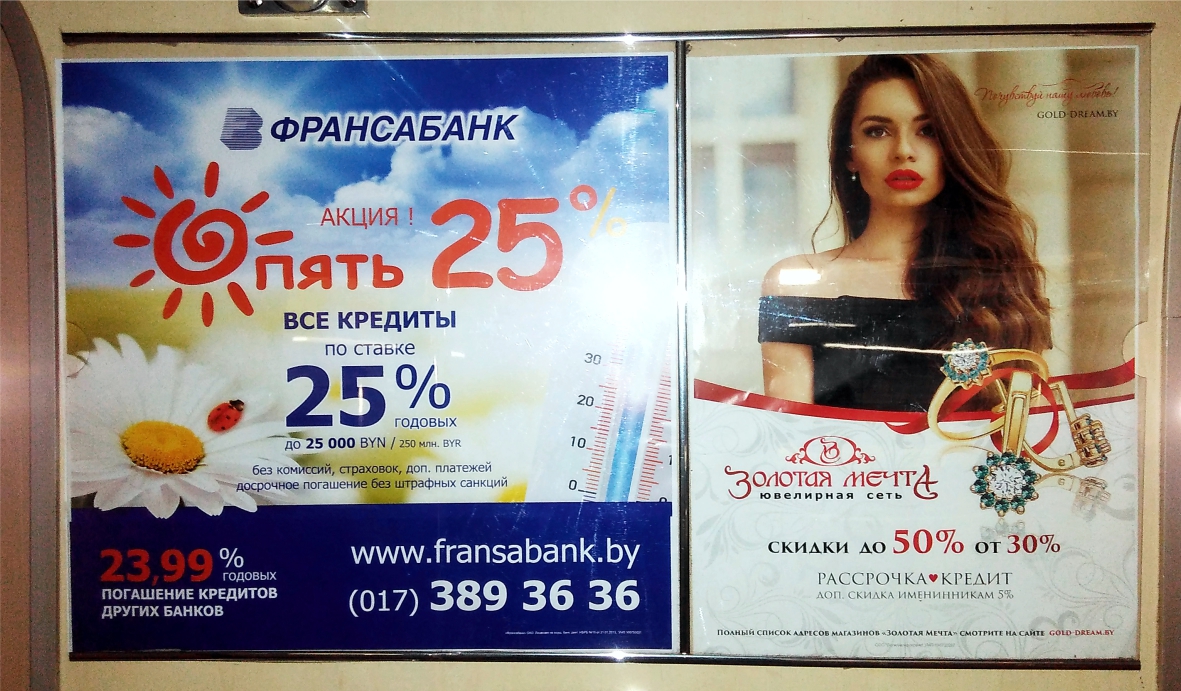 ФРАНСАБАНК
АКЦИЯ !
Опять 25%
ВСЕ КРЕДИТЫ
по ставке
25%
годовых
до 25 000 BYN / 250 млн. BYR
без комиссий, страховок, доп. платежей
досрочное погашение без штрафных санкций
30
20
10
0
23,99 %
годовых
ПОГАШЕНИЕ КРЕДИТОВ
ДРУГИХ БАНКОВ
www.fransabank.by
(017) 389 36 36
Почувствуй нашу любовь!
GOLD-DREAM.BY
ЗОЛОТАЯ МЕЧТА
ювелирная сеть
СКИДКИ ДО 50% ОТ 30%
РАССРОЧКА♥КРЕДИТ
ДОП. СКИДКА ИМЕНИННИКАМ 5%
ПОЛНЫЙ СПИСОК АДРЕСОВ МАГАЗИНОВ «ЗОЛОТАЯ МЕЧТА» СМОТРИТЕ НА САЙТЕ GOLD-DREAM.BY